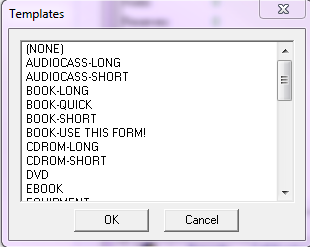 Templates
(NONE)
AUDIOCASS-LONG
AUDIOCASS-SHORT
BOOK-LONG
BOOK-QUICK
BOOK-SHORT
BOOK-USE THIS FORM!
CDROM-LONG
CDROM-SHORT
DVD
EBOOK
EQUIPMENT
OK
Cancel